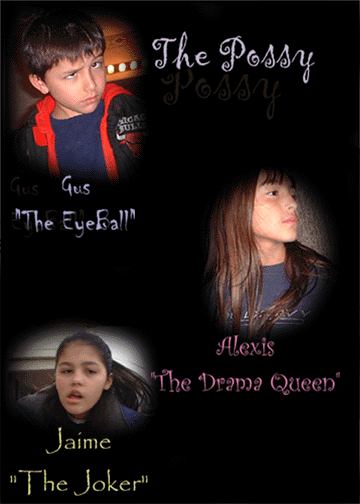 The Possy
Possy
Gus Gus
"The EyeBall"
Alexis
"The Drama Queen"
Jaime
"The Joker"